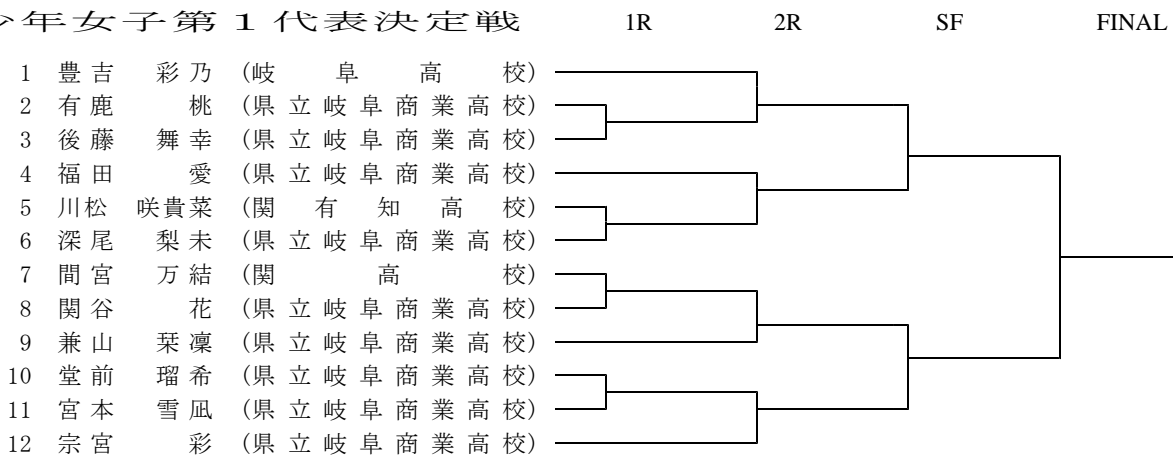 年女子第1代表決定戦 1R 2R SF FINAL
1 豊吉 彩乃 (岐阜高校)
2 有鹿 桃 (県立岐阜商業高校)
3 後藤 舞幸 (県立岐阜商業高校)
4 福田 愛 (県立岐阜商業高校)
5 川松 咲貴菜 (関有知高校)
6 深尾 梨未 (県立岐阜商業高校)
7 間宮 万結 (関高校)
8 関谷 花 (県立岐阜商業高校)
9 兼山 栞凜 (県立岐阜商業高校)
10 堂前 瑠希 (県立岐阜商業高校)
11 宮本 雪凪 (県立岐阜商業高校)
12 宗宮 彩 (県立岐阜商業高校)